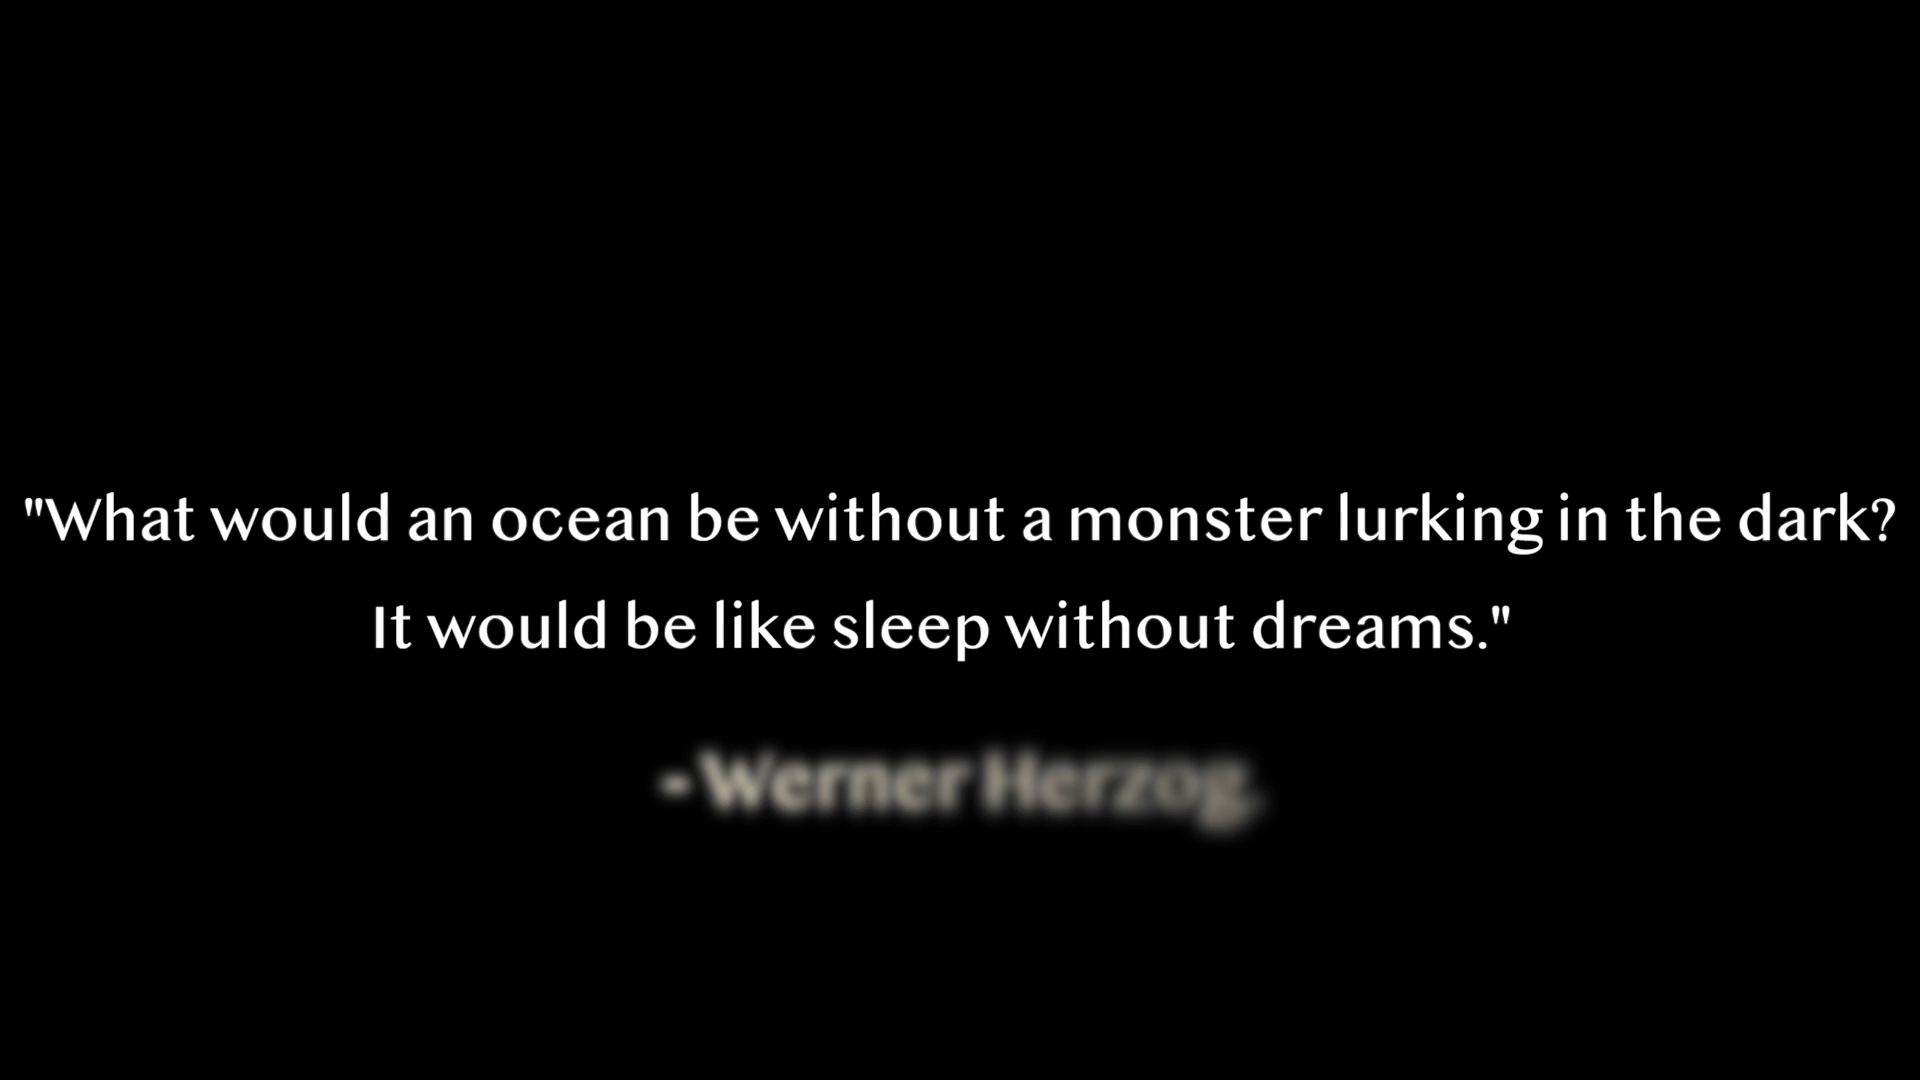 "What would an ocean be without a monster lurking in the dark?
It would be like sleep without dreams."
- Werner Herzog.